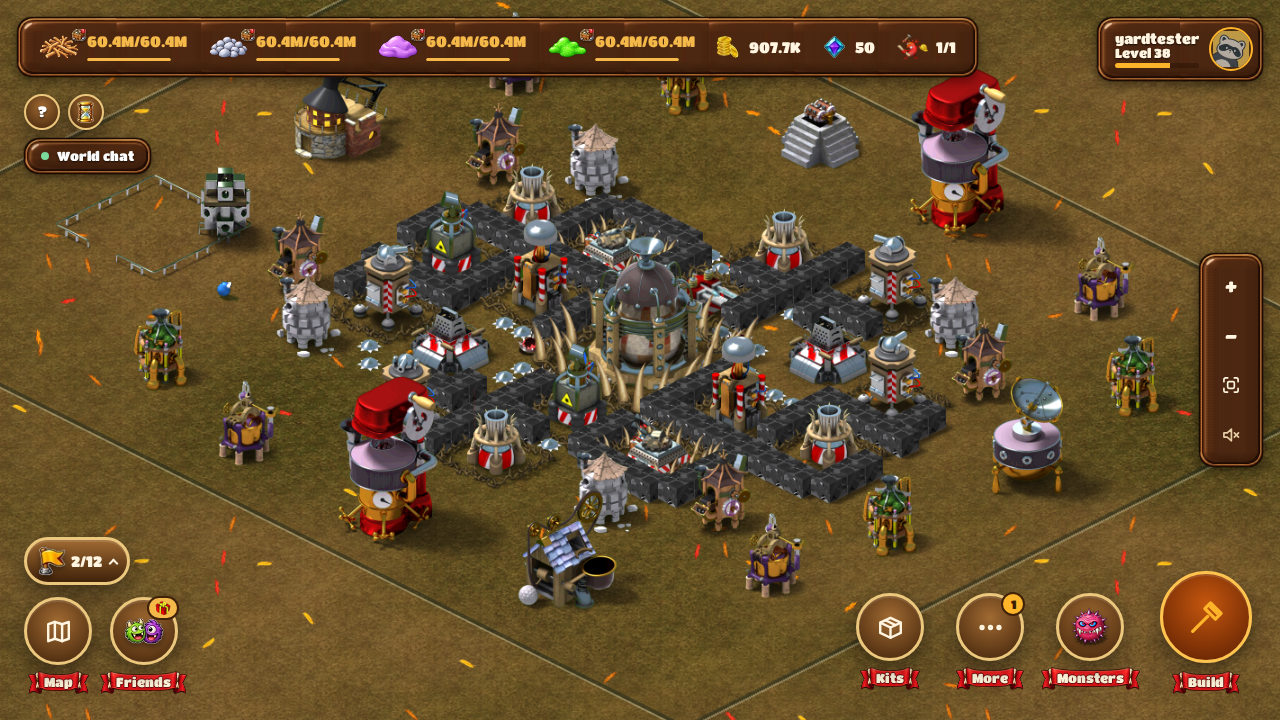 60.4M/60.4M 60.4M/60.4M 60.4M/60.4M 60.4M/60.4M 907.7K 50 1/1
yardtester
Level 38
?
World chat
2/12
1
Map
Friends
Kits
More
Monsters
Build